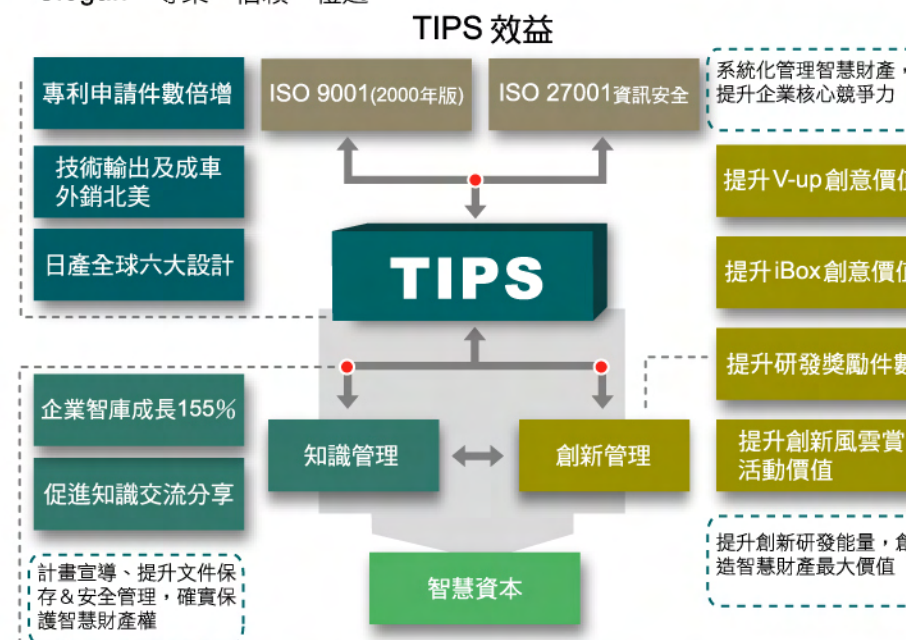 TIPS 效益
專利申請件數倍增
技術輸出及成車
外銷北美
日產全球六大設計
ISO 9001(2000年版)
ISO 27001資訊安全
系統化管理智慧財產，
提升企業核心競爭力
提升V-up創意價值
提升iBox創意價值
提升研發獎勵件數
提升創新風雲賞
活動價值
TIPS
企業智庫成長155%
促進知識交流分享
知識管理
創新管理
計畫宣導、提升文件保
存＆安全管理，確實保
護智慧財產權
提升創新研發能量，創
造智慧財產最大價值
智慧資本